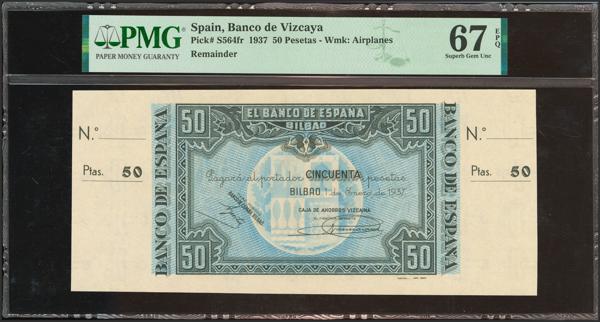 PMG
PAPER MONEY GUARANTY
Spain, Banco de Vizcaya
Pick# S564fr 1937 50 Pesetas - Wmk: Airplanes
Remainder
67 EPQ
Superb Gem Unc
N.º
Ptas. 50
BANCO DE ESPAÑA
50
EL BANCO DE ESPAÑA
BILBAO
50
Pagará al portador CINCUENTA pesetas
BILBAO 1 de Enero de 1937
CAJA DE AHORROS VIZCAINA
50
50
BANCO DE ESPAÑA
N.º
Ptas. 50